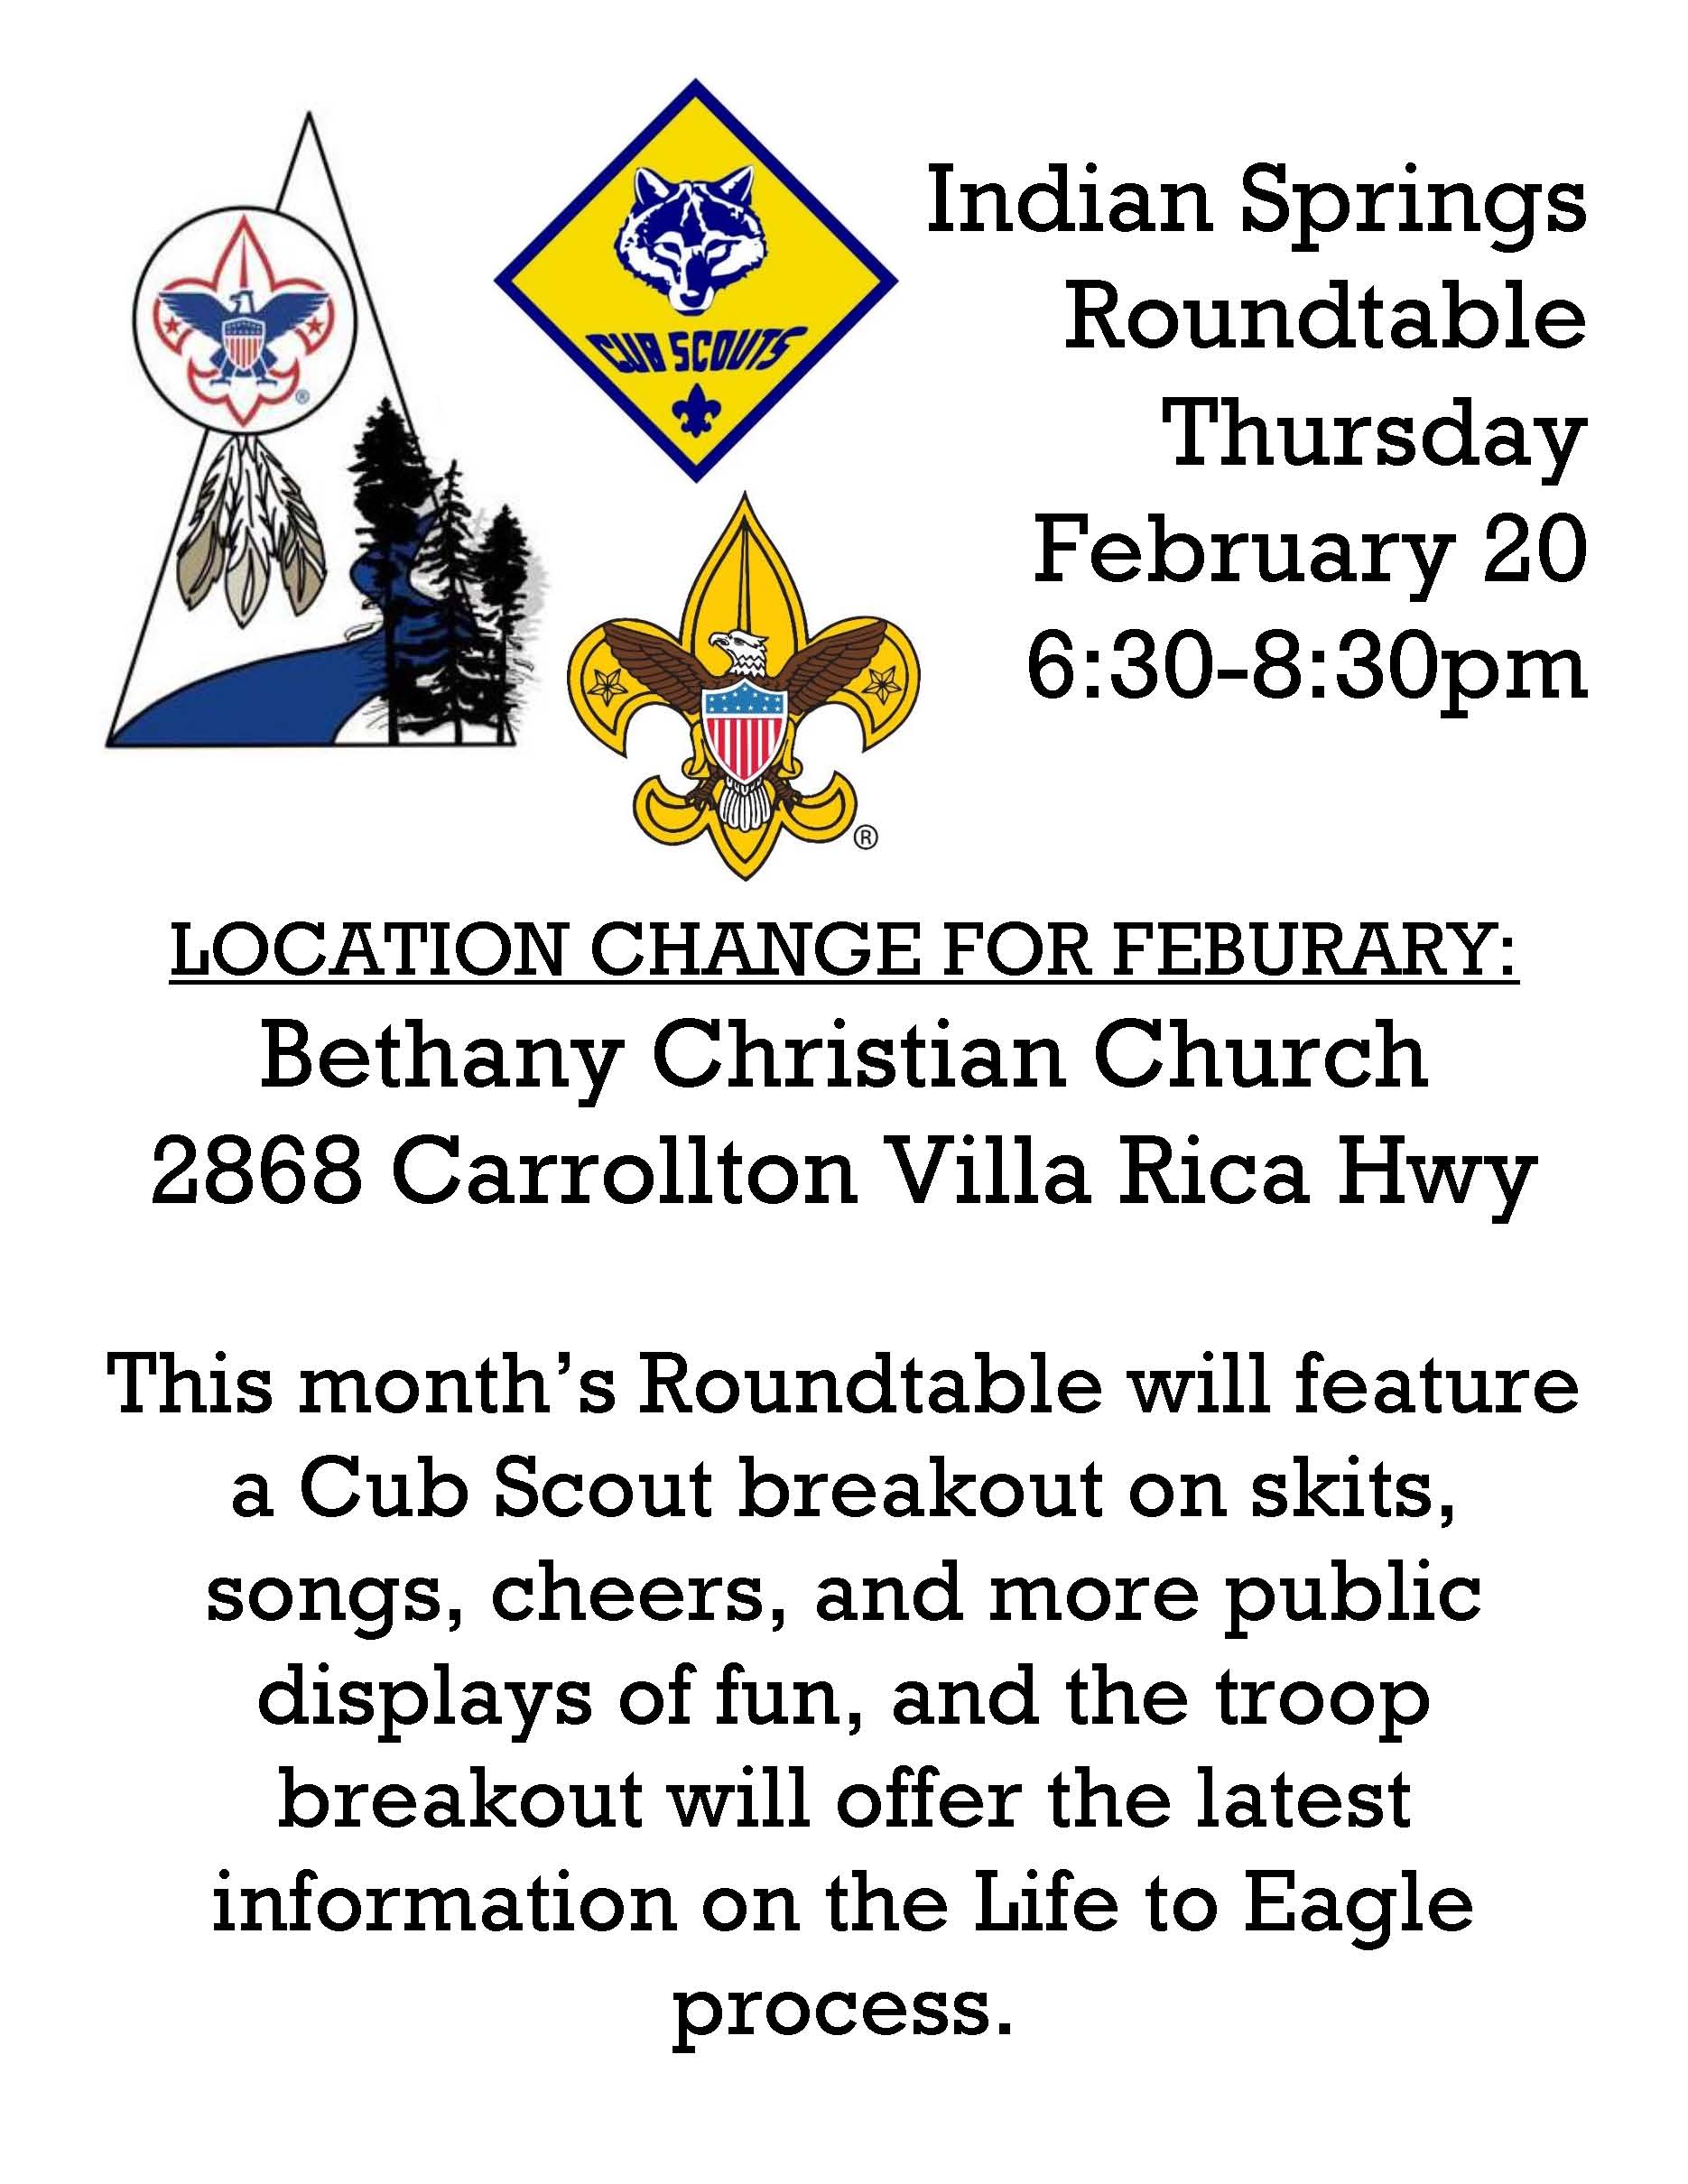 Indian Springs
Roundtable
Thursday
February 20
6:30-8:30pm
CUB SCOUTS
®
®
LOCATION CHANGE FOR FEBURARY:
Bethany Christian Church
2868 Carrollton Villa Rica Hwy
This month’s Roundtable will feature
a Cub Scout breakout on skits,
songs, cheers, and more public
displays of fun, and the troop
breakout will offer the latest
information on the Life to Eagle
process.